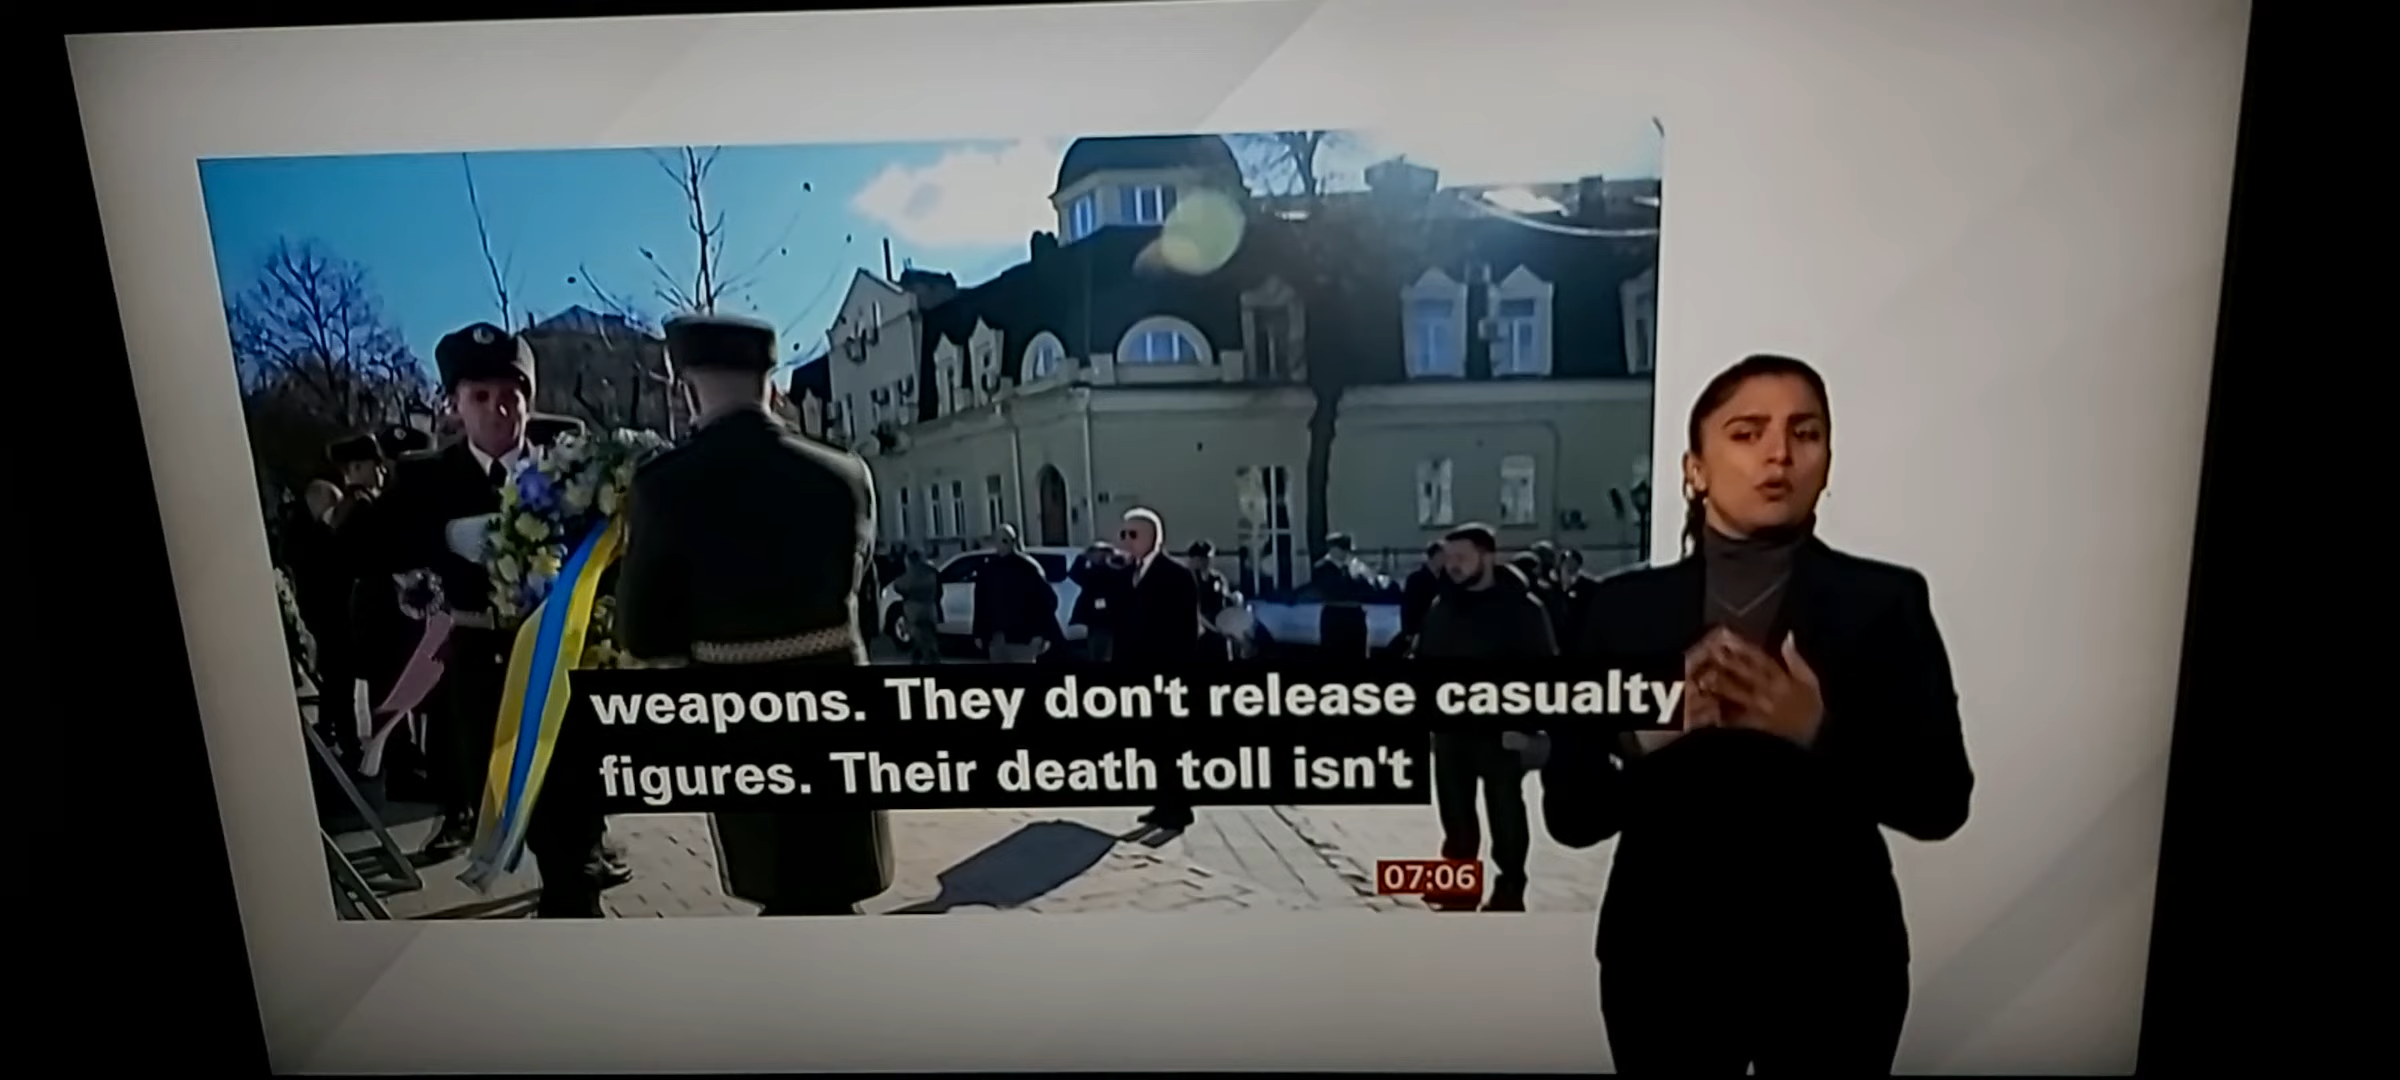 weapons. They don't release casualty
figures. Their death toll isn't
07:06